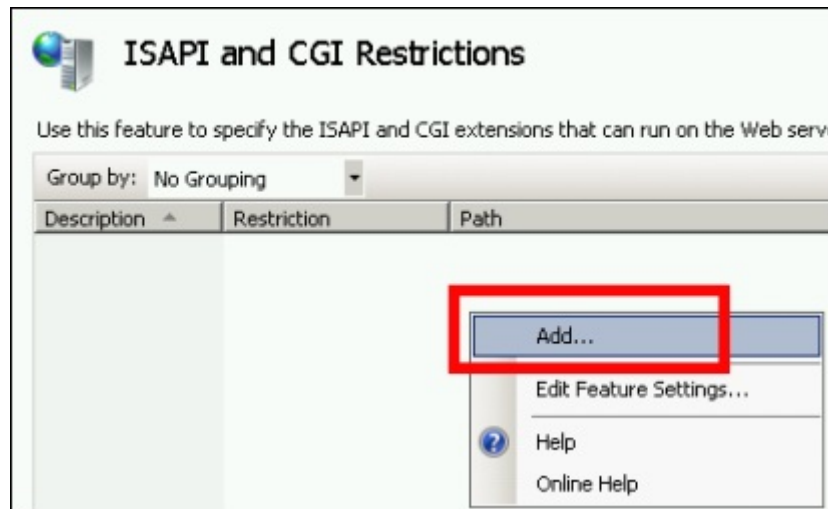 ISAPI and CGI Restrictions
Use this feature to specify the ISAPI and CGI extensions that can run on the Web serv
Group by: No Grouping
Description Restriction Path
Add...
Edit Feature Settings...
Help
Online Help